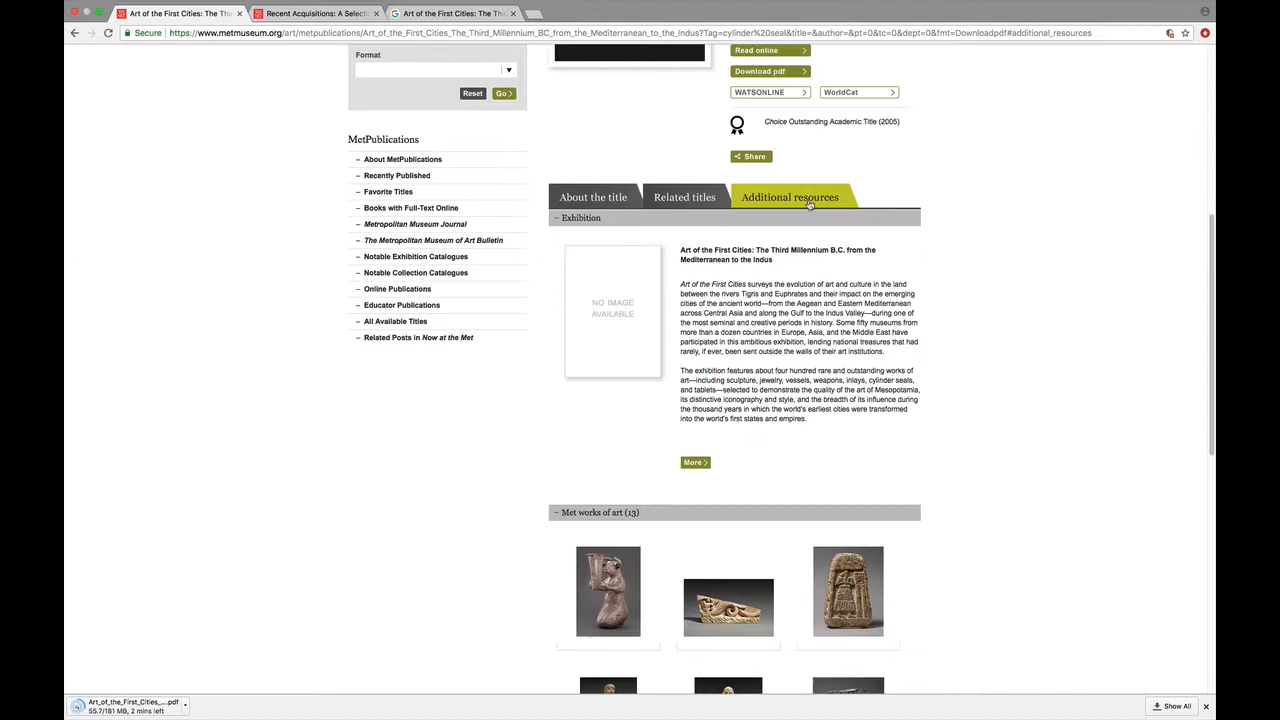 Art of the First Cities: The Thi
Recent Acquisitions: A Select
Art of the First Cities: The Thi
Secure
https://www.metmuseum.org/art/metpublications/Art_of_the_First_Cities_The_Third_Millennium_BC_from_the_Mediterranean_to_the_Indus?Tag=cylinder%20seal&title=&author=&pt=0&tc=0&dept=0&fmt=Downloadpdf#additional_resources
Format
Reset
Go
MetPublications
– About MetPublications
– Recently Published
– Favorite Titles
– Books with Full-Text Online
– Metropolitan Museum Journal
– The Metropolitan Museum of Art Bulletin
– Notable Exhibition Catalogues
– Notable Collection Catalogues
– Online Publications
– Educator Publications
– All Available Titles
– Related Posts in Now at the Met
Read online
Download pdf
WATSONLINE
WorldCat
Choice Outstanding Academic Title (2005)
Share
About the title
Related titles
Additional resources
– Exhibition
NO IMAGE
AVAILABLE
Art of the First Cities: The Third Millennium B.C. from the
Mediterranean to the Indus
Art of the First Cities surveys the evolution of art and culture in the land
between the rivers Tigris and Euphrates and their impact on the emerging
cities of the ancient world—from the Aegean and Eastern Mediterranean
across Central Asia and along the Gulf to the Indus Valley—during one of
the most seminal and creative periods in history. Some fifty museums from
more than a dozen countries in Europe, Asia, and the Middle East have
participated in this ambitious exhibition, lending national treasures that had
rarely, if ever, been sent outside the walls of their art institutions.
The exhibition features about four hundred rare and outstanding works of
art—including sculpture, jewelry, vessels, weapons, inlays, cylinder seals,
and tablets—selected to demonstrate the quality of the art of Mesopotamia,
its distinctive iconography and style, and the breadth of its influence during
the thousand years in which the world's earliest cities were transformed
into the world's first states and empires.
More
– Met works of art (13)
Art_of_the_First_Cities_....pdf
55.7/181 MB, 2 mins left
Show All